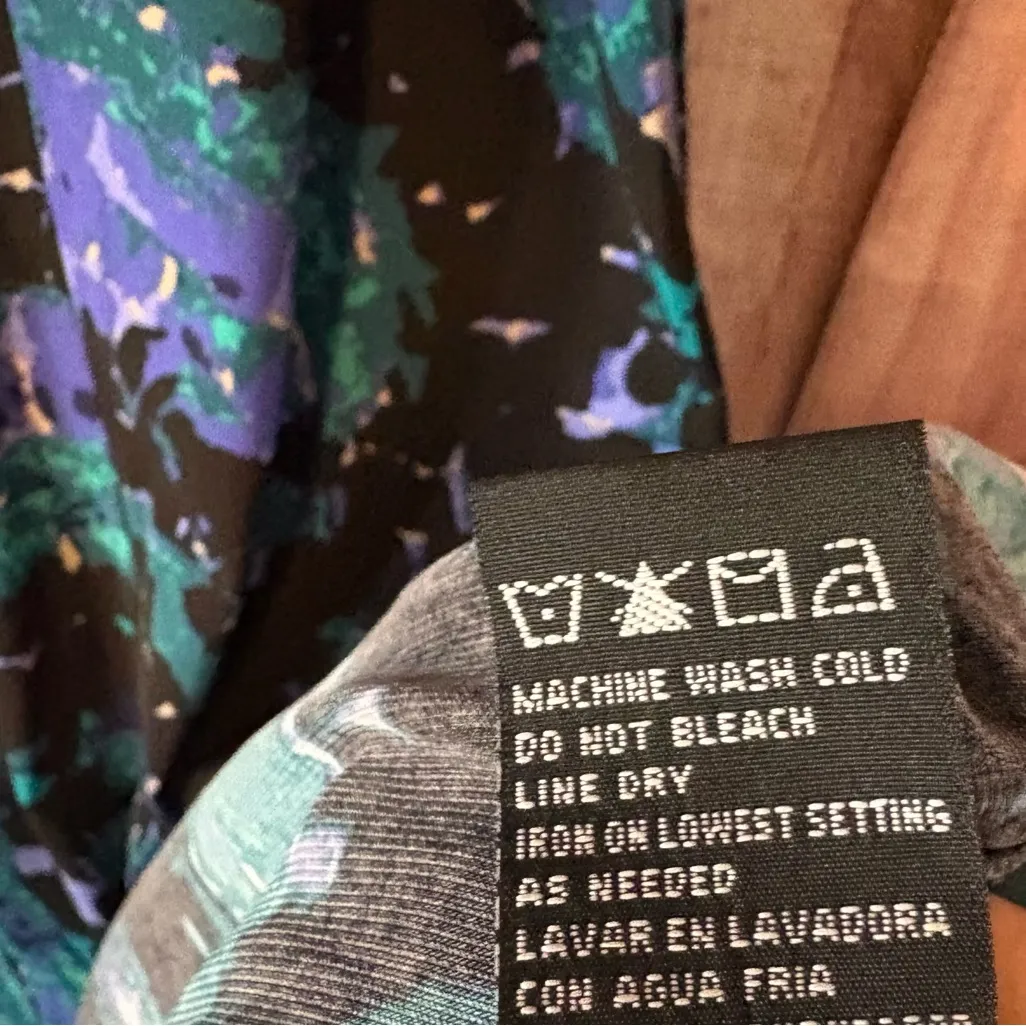 MACHINE WASH COLD
DO NOT BLEACH
LINE DRY
IRON ON LOWEST SETTING
AS NEEDED
LAVAR EN LAVADORA
CON AGUA FRIA